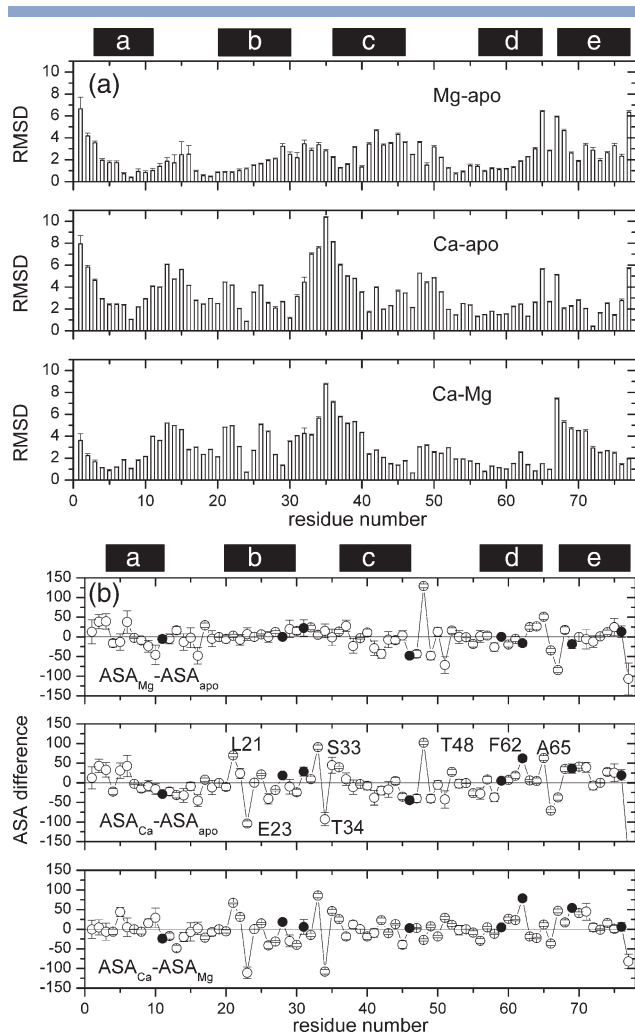 a b c d e
(a)
Mg-apo
RMSD
10
8
6
4
2
0
Ca-apo
RMSD
10
8
6
4
2
0
Ca-Mg
RMSD
10
8
6
4
2
0
0 10 20 30 40 50 60 70
residue number
a b c d e
(b)
150
100
50
0
-50
-100
-150
ASAMg-ASAapo
ASA difference
150
100
50
0
-50
-100
-150
L21 S33 T48 F62 A65
E23 T34
ASACa-ASAapo
150
100
50
0
-50
-100
-150
ASACa-ASAMg
0 10 20 30 40 50 60 70
residue number